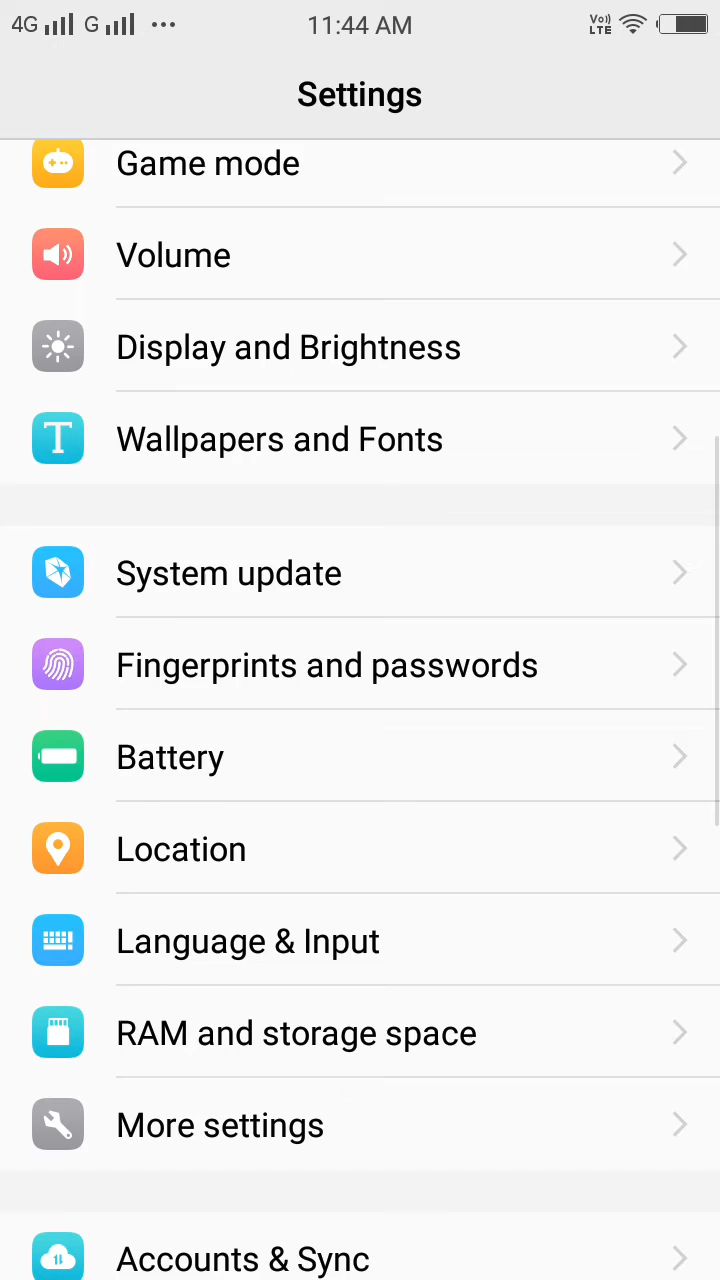 4G G ••• 11:44 AM Vo)) LTE
Settings
Game mode
Volume
Display and Brightness
T Wallpapers and Fonts
System update
Fingerprints and passwords
Battery
Location
Language & Input
RAM and storage space
More settings
Accounts & Sync